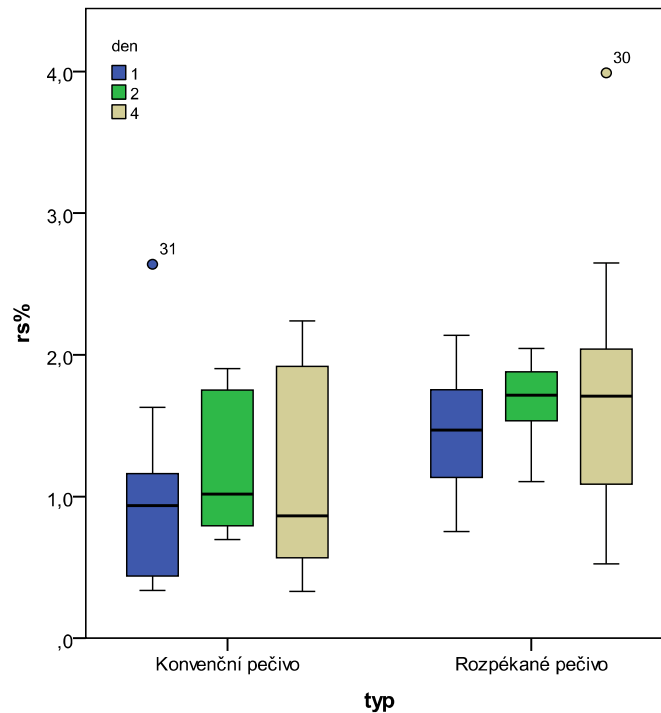 den
1
2
4
4,0
3,0
2,0
1,0
,0
rs%
31
30
Konvenční pečivo
Rozpékané pečivo
typ